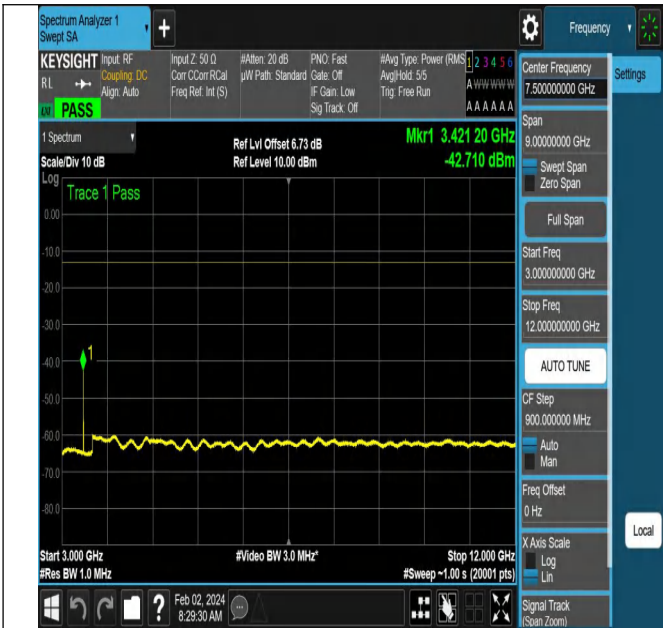 Spectrum Analyzer 1
Swept SA
Frequency
KEYSIGHT
RL
PASS
Input: RF
Coupling: DC
Align: Auto
Input Z: 50 Ω
Corr CCorr RCal
Freq Ref: Int (S)
#Atten: 20 dB
µW Path: Standard
PNO: Fast
Gate: Off
IF Gain: Low
Sig Track: Off
#Avg Type: Power (RMS
Avg|Hold: 5/5
Trig: Free Run
1 2 3 4 5 6
A W W W W W
A A A A A A
1 Spectrum
Scale/Div 10 dB
Log
Ref Lvl Offset 6.73 dB
Ref Level 10.00 dBm
Mkr1 3.421 20 GHz
-42.710 dBm
Trace 1 Pass
0.00
-10.0
-20.0
-30.0
-40.0
-50.0
-60.0
-70.0
-80.0
1
Start 3.000 GHz
#Res BW 1.0 MHz
#Video BW 3.0 MHz*
Stop 12.000 GHz
#Sweep ~1.00 s (20001 pts)
Feb 02, 2024
8:29:30 AM
Center Frequency
7.500000000 GHz
Settings
Span
9.00000000 GHz
Swept Span
Zero Span
Full Span
Start Freq
3.000000000 GHz
Stop Freq
12.000000000 GHz
AUTO TUNE
CF Step
900.000000 MHz
Auto
Man
Freq Offset
0 Hz
X Axis Scale
Log
Lin
Signal Track
(Span Zoom)
Local